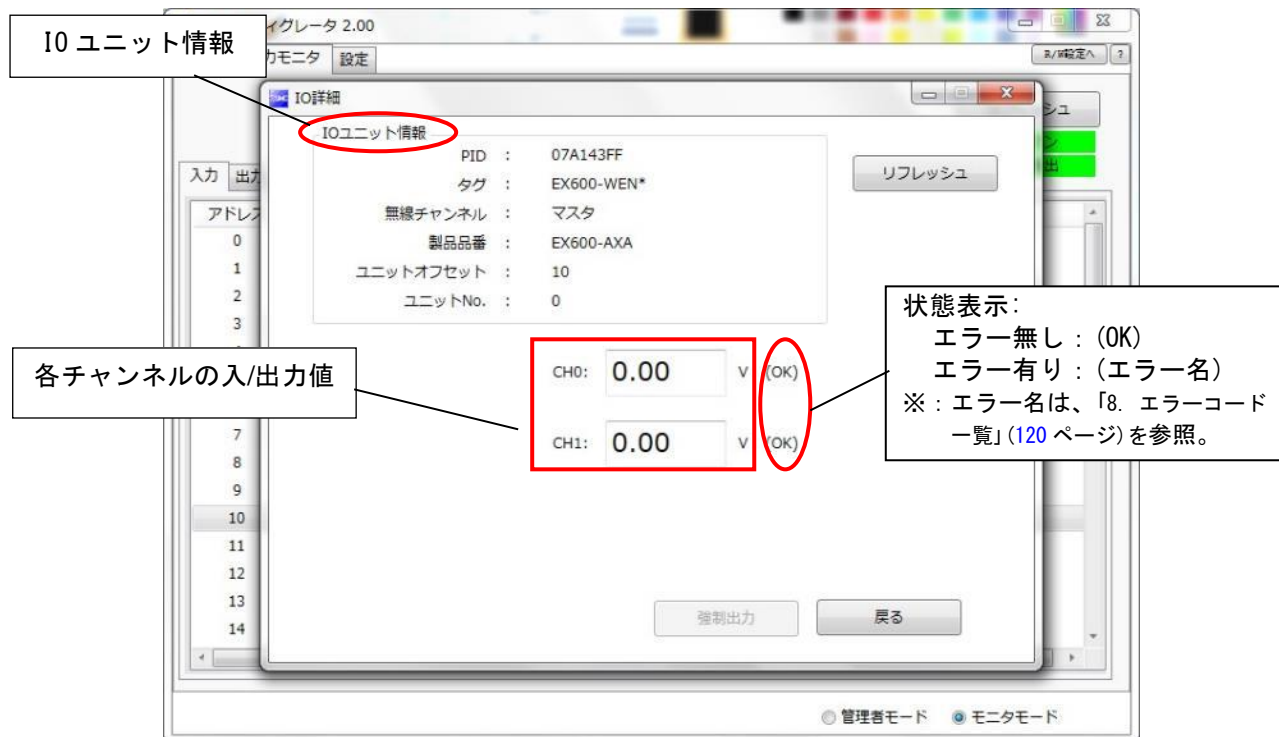 IO ユニット情報
イグレータ 2.00
力モニタ 設定
R/W設定へ ?
IO詳細
シュ
IOユニット情報
ン
PID : 07A143FF
出
リフレッシュ
入力 出力
タグ : EX600-WEN*
アドレス
無線チャンネル : マスタ
製品品番 : EX600-AXA
ユニットオフセット : 10
ユニットNo. : 0
0
1
2
3
状態表示:
エラー無し : (OK)
エラー有り : (エラー名)
※ : エラー名は、「8. エラーコード
一覧」(120 ページ)を参照。
各チャンネルの入/出力値
CH0: 0.00 V (OK)
CH1: 0.00 V (OK)
7
8
9
10
11
12
13
14
強制出力 戻る
管理者モード モニタモード